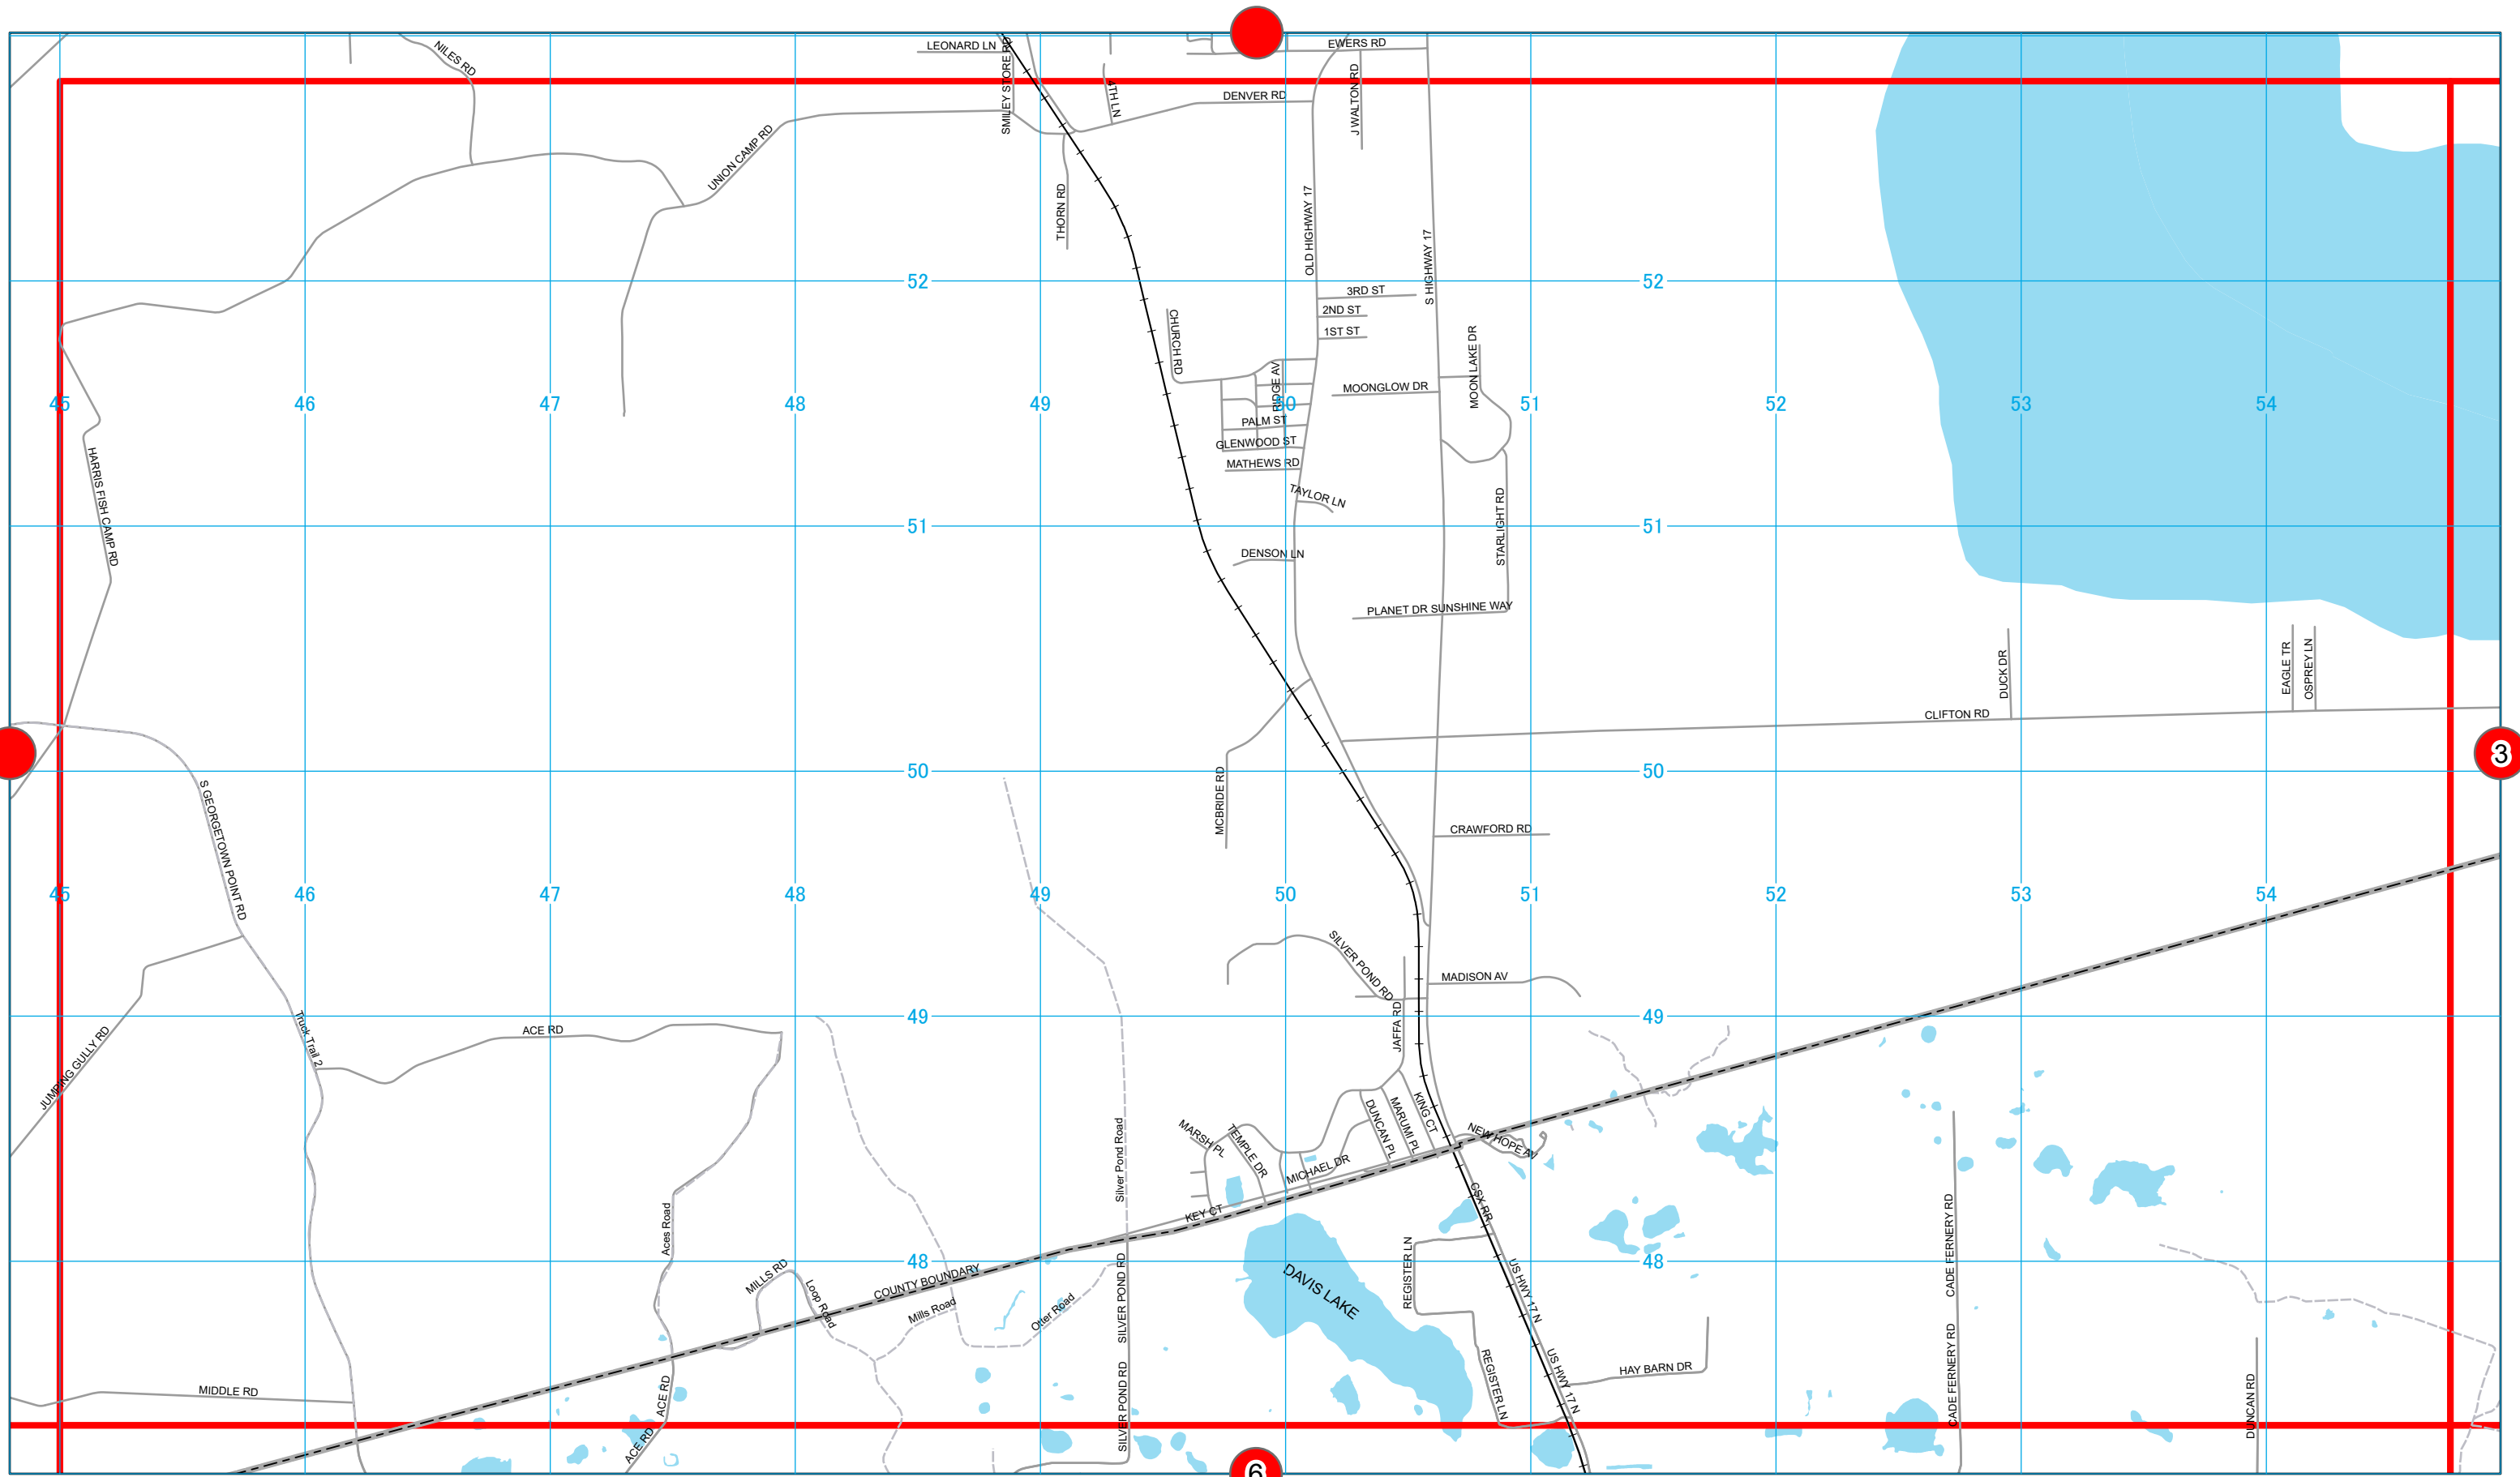 LEONARD LN
SMILEY STORE RD
EWERS RD
NILES RD
4TH LN
DENVER RD
J WALTON RD
UNION CAMP RD
THORN RD
OLD HIGHWAY 17
S HIGHWAY 17
52
52
3RD ST
2ND ST
1ST ST
CHURCH RD
MOON LAKE DR
RIDGE AV
MOONGLOW DR
45
46
47
48
49
50
51
52
53
54
PALM ST
GLENWOOD ST
MATHEWS RD
HARRIS FISH CAMP RD
TAYLOR LN
STARLIGHT RD
51
51
DENSON LN
PLANET DR SUNSHINE WAY
DUCK DR
EAGLE TR
OSPREY LN
CLIFTON RD
3
50
50
S GEORGETOWN POINT RD
MCBRIDE RD
CRAWFORD RD
45
46
47
48
49
50
51
52
53
54
SILVER POND RD
MADISON AV
JAFFA RD
49
49
Truck Trail 2
ACE RD
JUMPING GULLY RD
KING CT
MARUMI PL
DUNCAN PL
MARSH PL
TEMPLE DR
NEW HOPE AV
Silver Pond Road
MICHAEL DR
CSX RR
KEY CT
Aces Road
CADE FERNERY RD
REGISTER LN
48
48
MILLS RD
Loop Road
COUNTY BOUNDARY
DAVIS LAKE
US HWY 17 N
Mills Road
Otter Road
SILVER POND RD
CADE FERNERY RD
US HWY 17 N
HAY BARN DR
REGISTER LN
MIDDLE RD
ACE RD
SILVER POND RD
DUNCAN RD
ACE RD
6